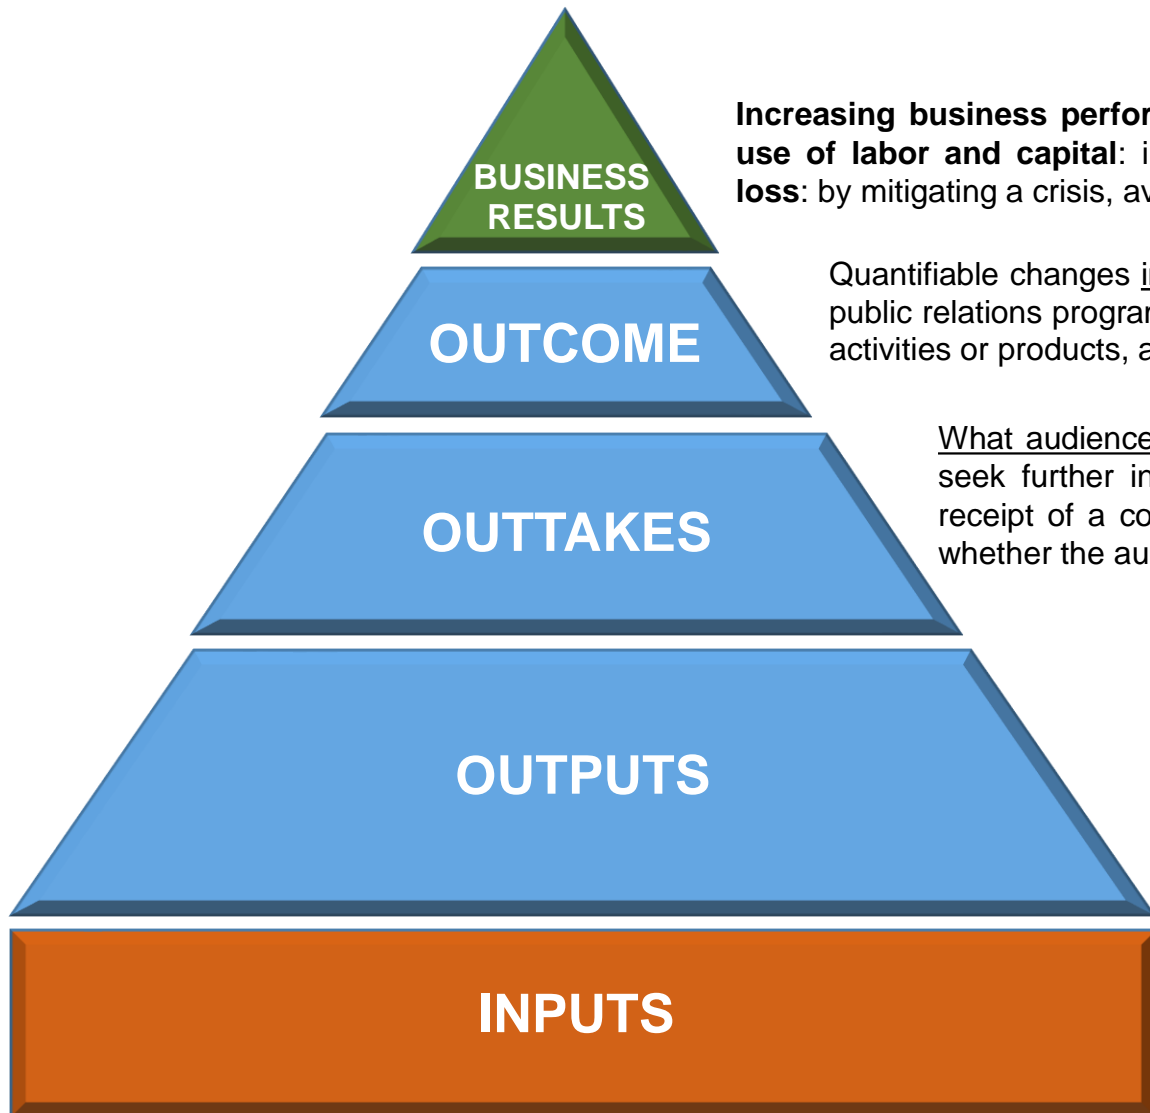 Increasing business perfor
use of labor and capital: i
loss: by mitigating a crisis, av
BUSINESS
RESULTS
Quantifiable changes
public relations program
activities or products, a
OUTCOME
What audience
seek further in
receipt of a co
whether the au
OUTTAKES
OUTPUTS
INPUTS